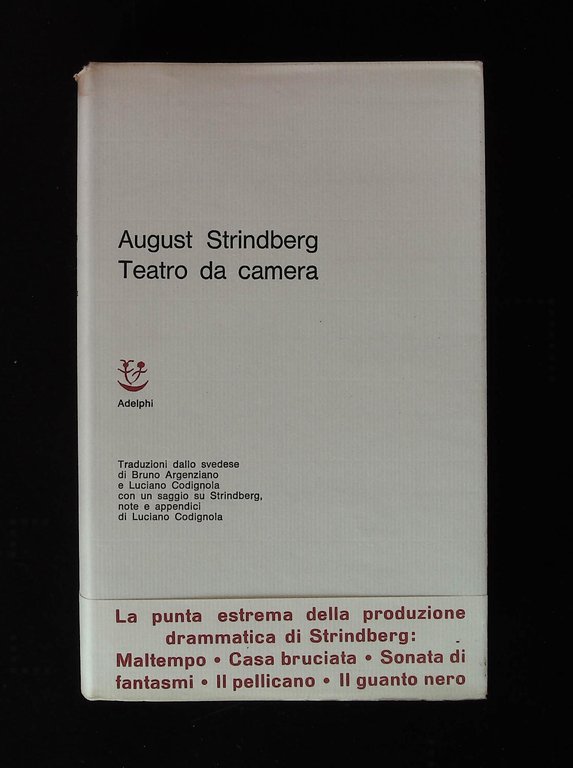 August Strindberg
Teatro da camera
Adelphi
Traduzioni dallo svedese
di Bruno Argenziano
e Luciano Codignola
con un saggio su Strindberg,
note e appendici
di Luciano Codignola
La punta estrema della produzione
drammatica di Strindberg:
Maltempo • Casa bruciata • Sonata di
fantasmi • Il pellicano • Il guanto nero